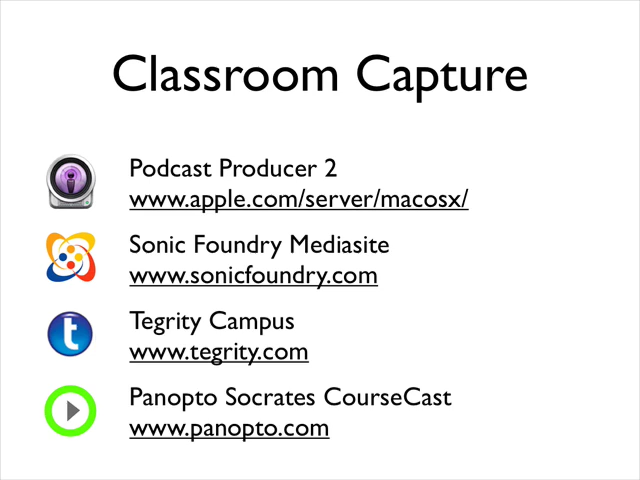 Classroom Capture
Podcast Producer 2
www.apple.com/server/macosx/
Sonic Foundry Mediasite
www.sonicfoundry.com
t
Tegrity Campus
www.tegrity.com
Panopto Socrates CourseCast
www.panopto.com